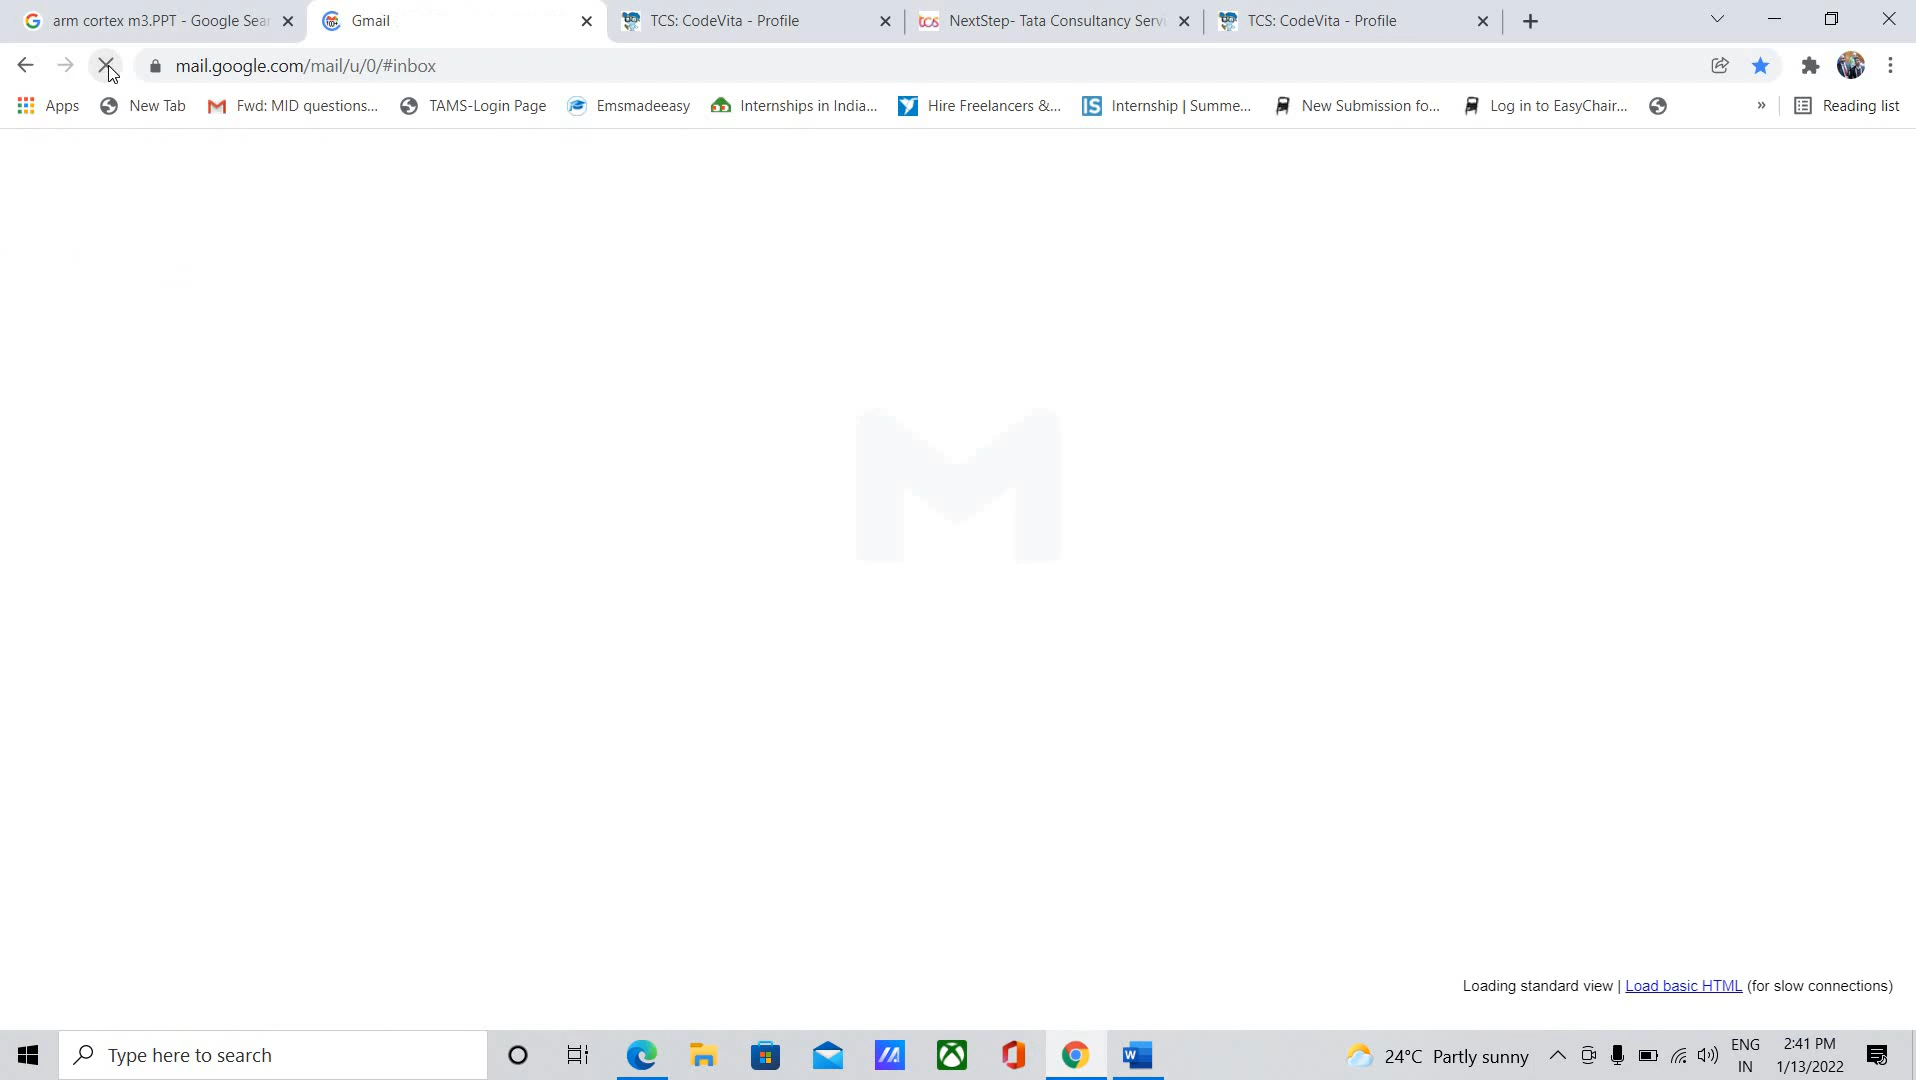 arm cortex m3.PPT - Google Sear
Gmail
TCS: CodeVita - Profile
NextStep- Tata Consultancy Servi
TCS: CodeVita - Profile
mail.google.com/mail/u/0/#inbox
Apps
New Tab
Fwd: MID questions...
TAMS-Login Page
Emsmadeeasy
Internships in India...
Hire Freelancers &...
Internship | Summe...
New Submission fo...
Log in to EasyChair...
»
Reading list
Loading standard view | Load basic HTML (for slow connections)
Type here to search
24°C Partly sunny
ENG
IN
2:41 PM
1/13/2022